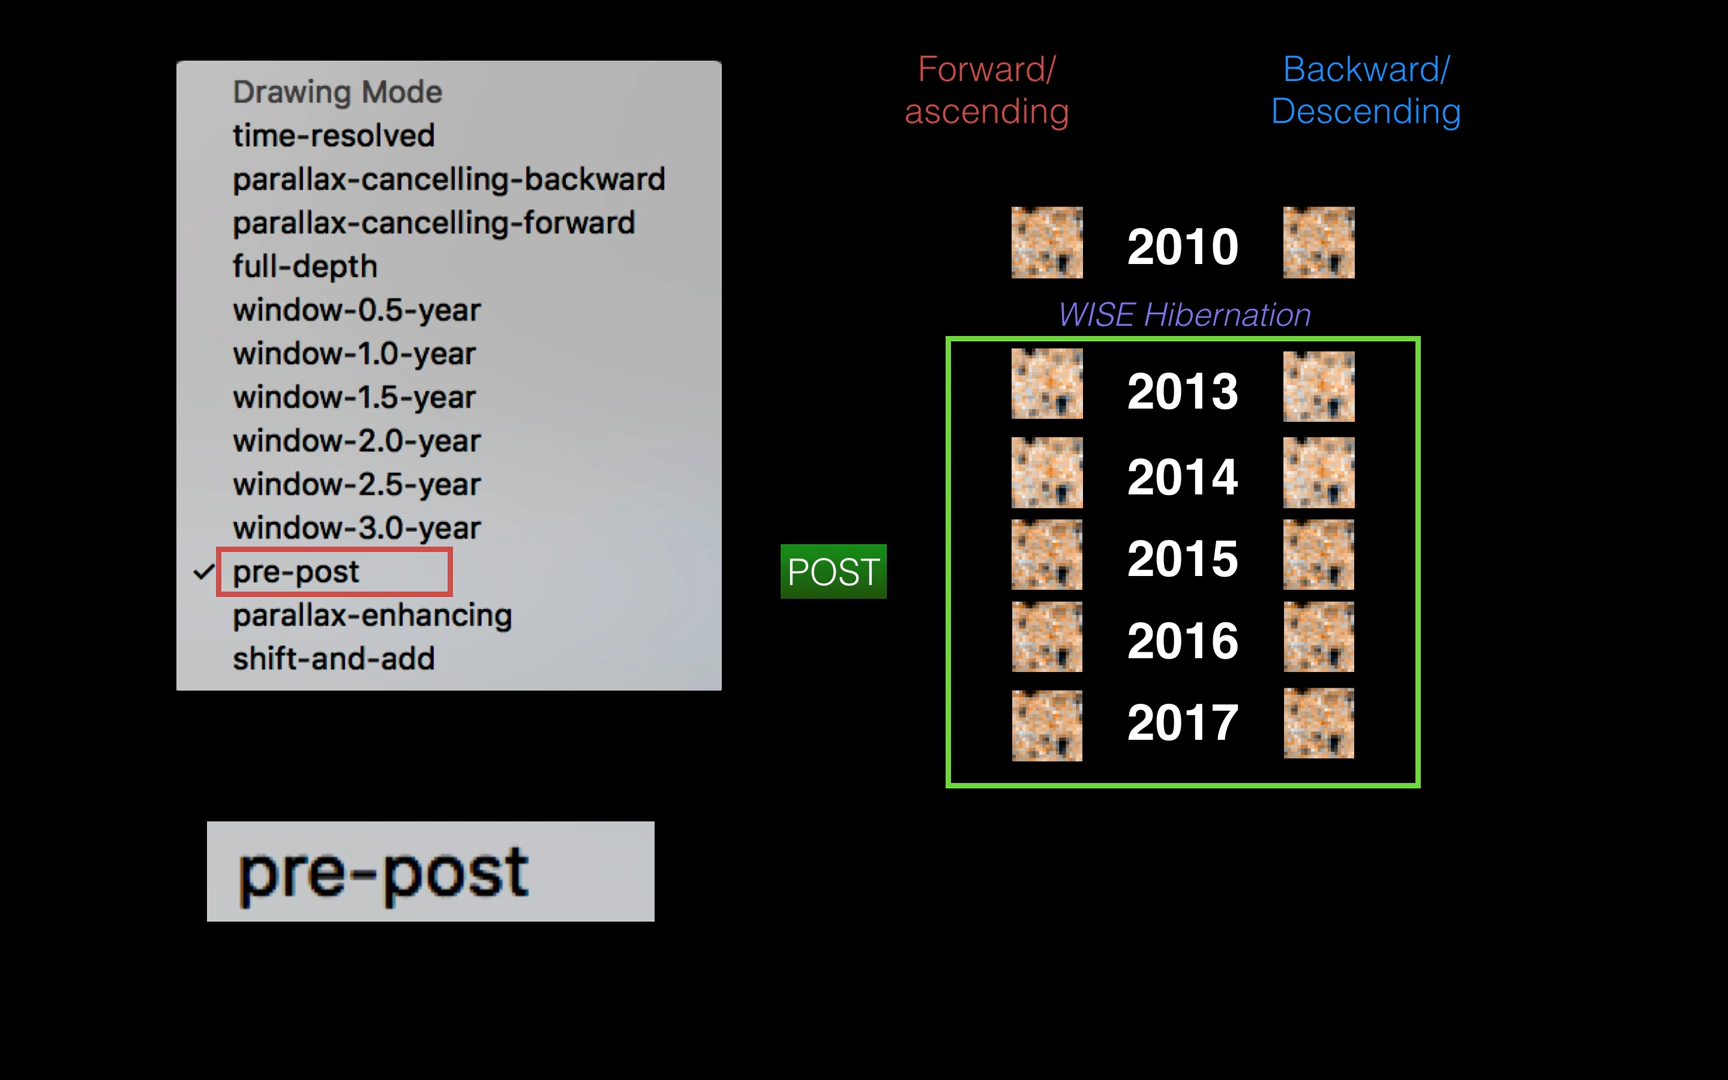 Drawing Mode
time-resolved
parallax-cancelling-backward
parallax-cancelling-forward
full-depth
window-0.5-year
window-1.0-year
window-1.5-year
window-2.0-year
window-2.5-year
window-3.0-year
✓ pre-post
parallax-enhancing
shift-and-add
pre-post
POST
Forward/
ascending
Backward/
Descending
2010
WISE Hibernation
2013
2014
2015
2016
2017